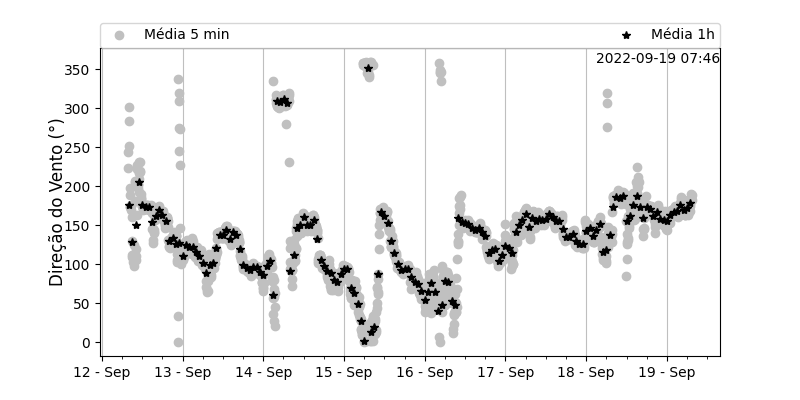 Média 5 min
Média 1h
2022-09-19 07:46
Direção do Vento (°)
350
300
250
200
150
100
50
0
12 - Sep
13 - Sep
14 - Sep
15 - Sep
16 - Sep
17 - Sep
18 - Sep
19 - Sep